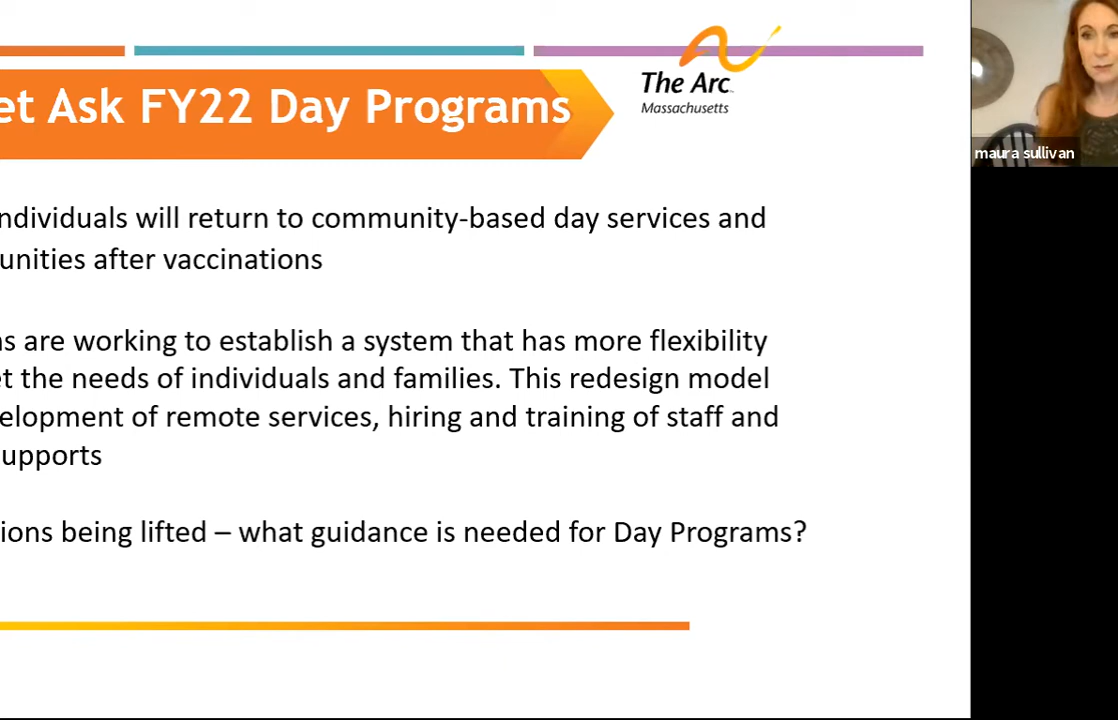 et Ask FY22 Day Programs
The Arc
Massachusetts
maura sullivan
ndividuals will return to community-based day services and
unities after vaccinations
s are working to establish a system that has more flexibility
t the needs of individuals and families. This redesign model
elopment of remote services, hiring and training of staff and
upports
ions being lifted – what guidance is needed for Day Programs?